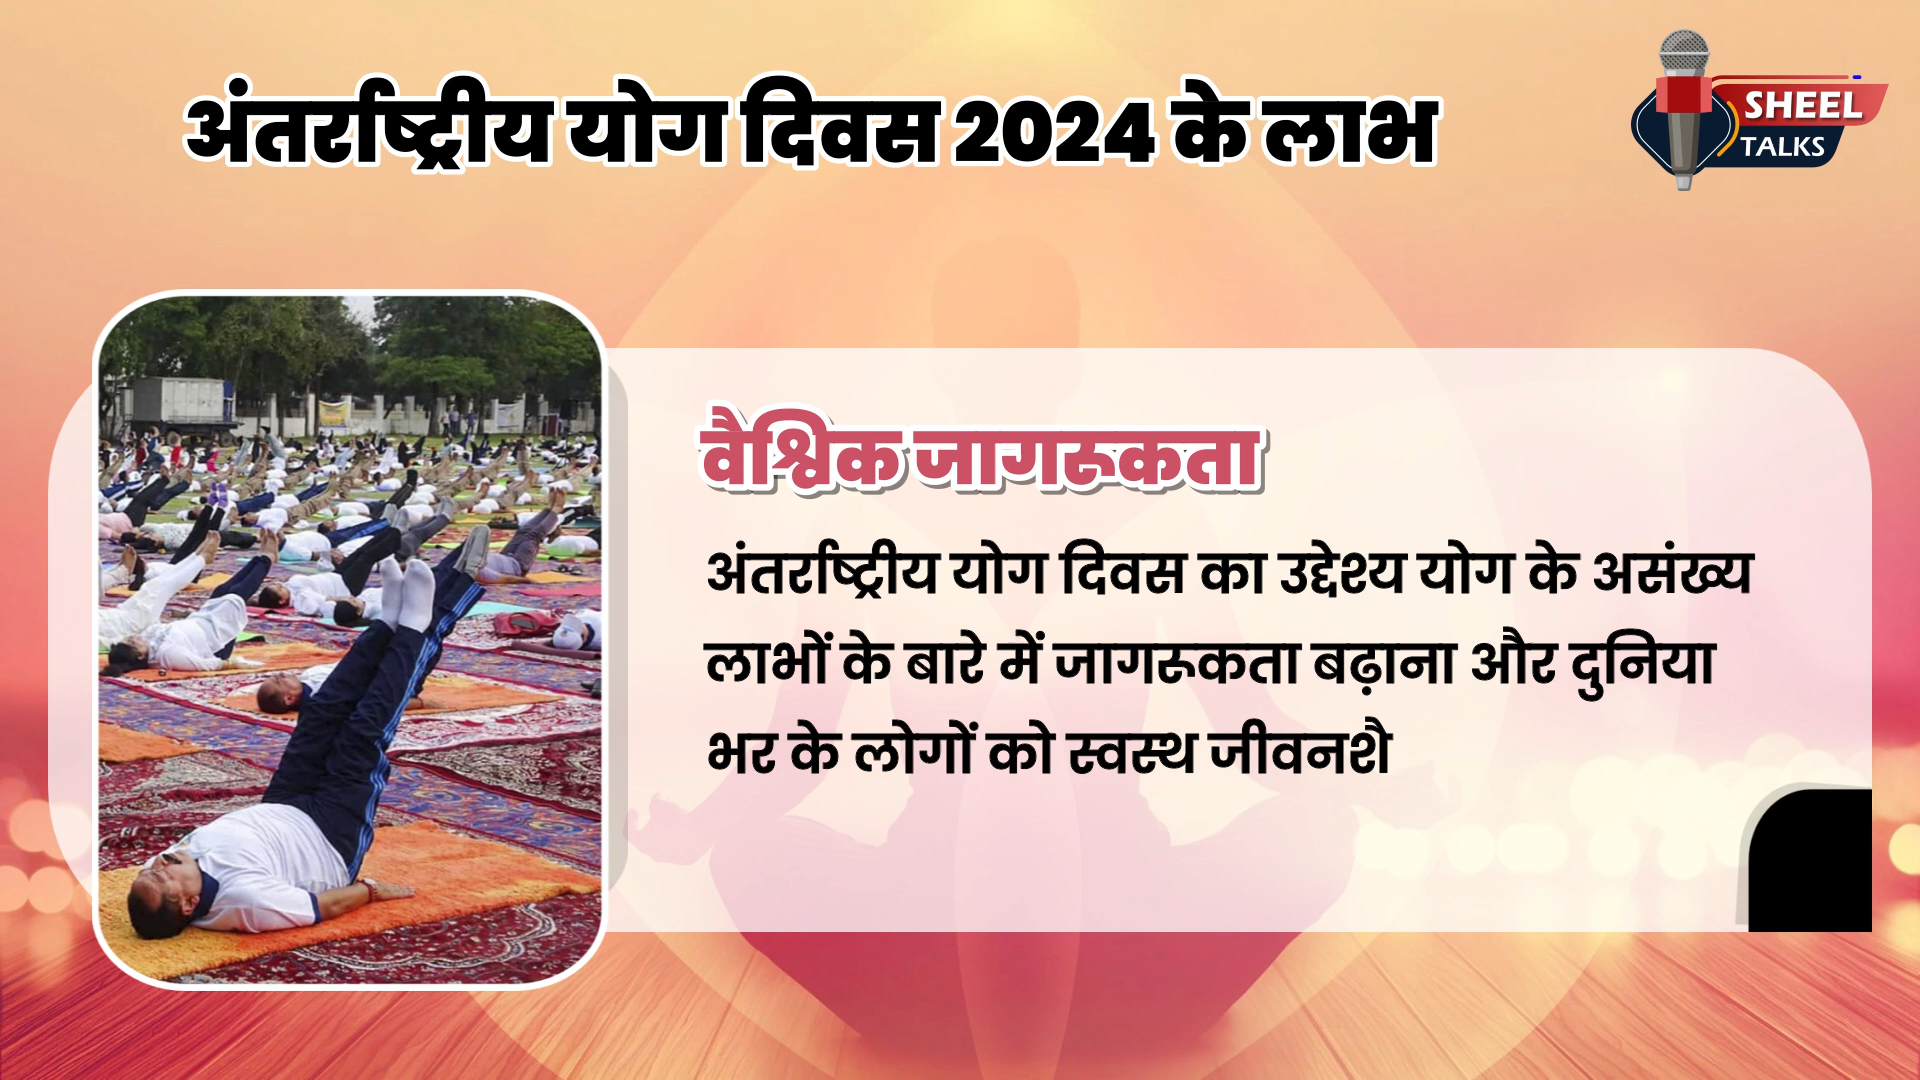 अंतर्राष्ट्रीय योग दिवस 2024 के लाभ
SHEEL
TALKS
वैश्विक जागरूकता
अंतर्राष्ट्रीय योग दिवस का उद्देश्य योग के असंख्य
लाभों के बारे में जागरूकता बढ़ाना और दुनिया
भर के लोगों को स्वस्थ जीवनशै